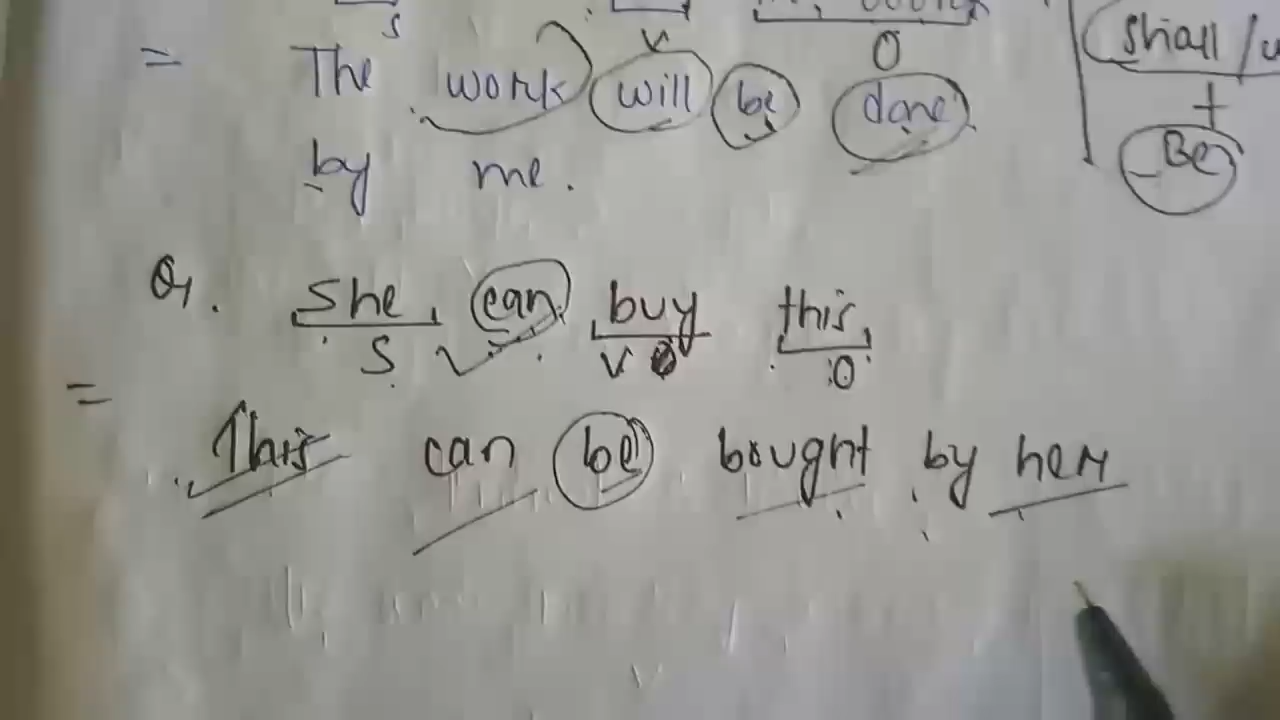 S V O
= The work will be done
by me.
shall /
+
Be
Q. She can buy this.
S V O
=
This can be bought by her